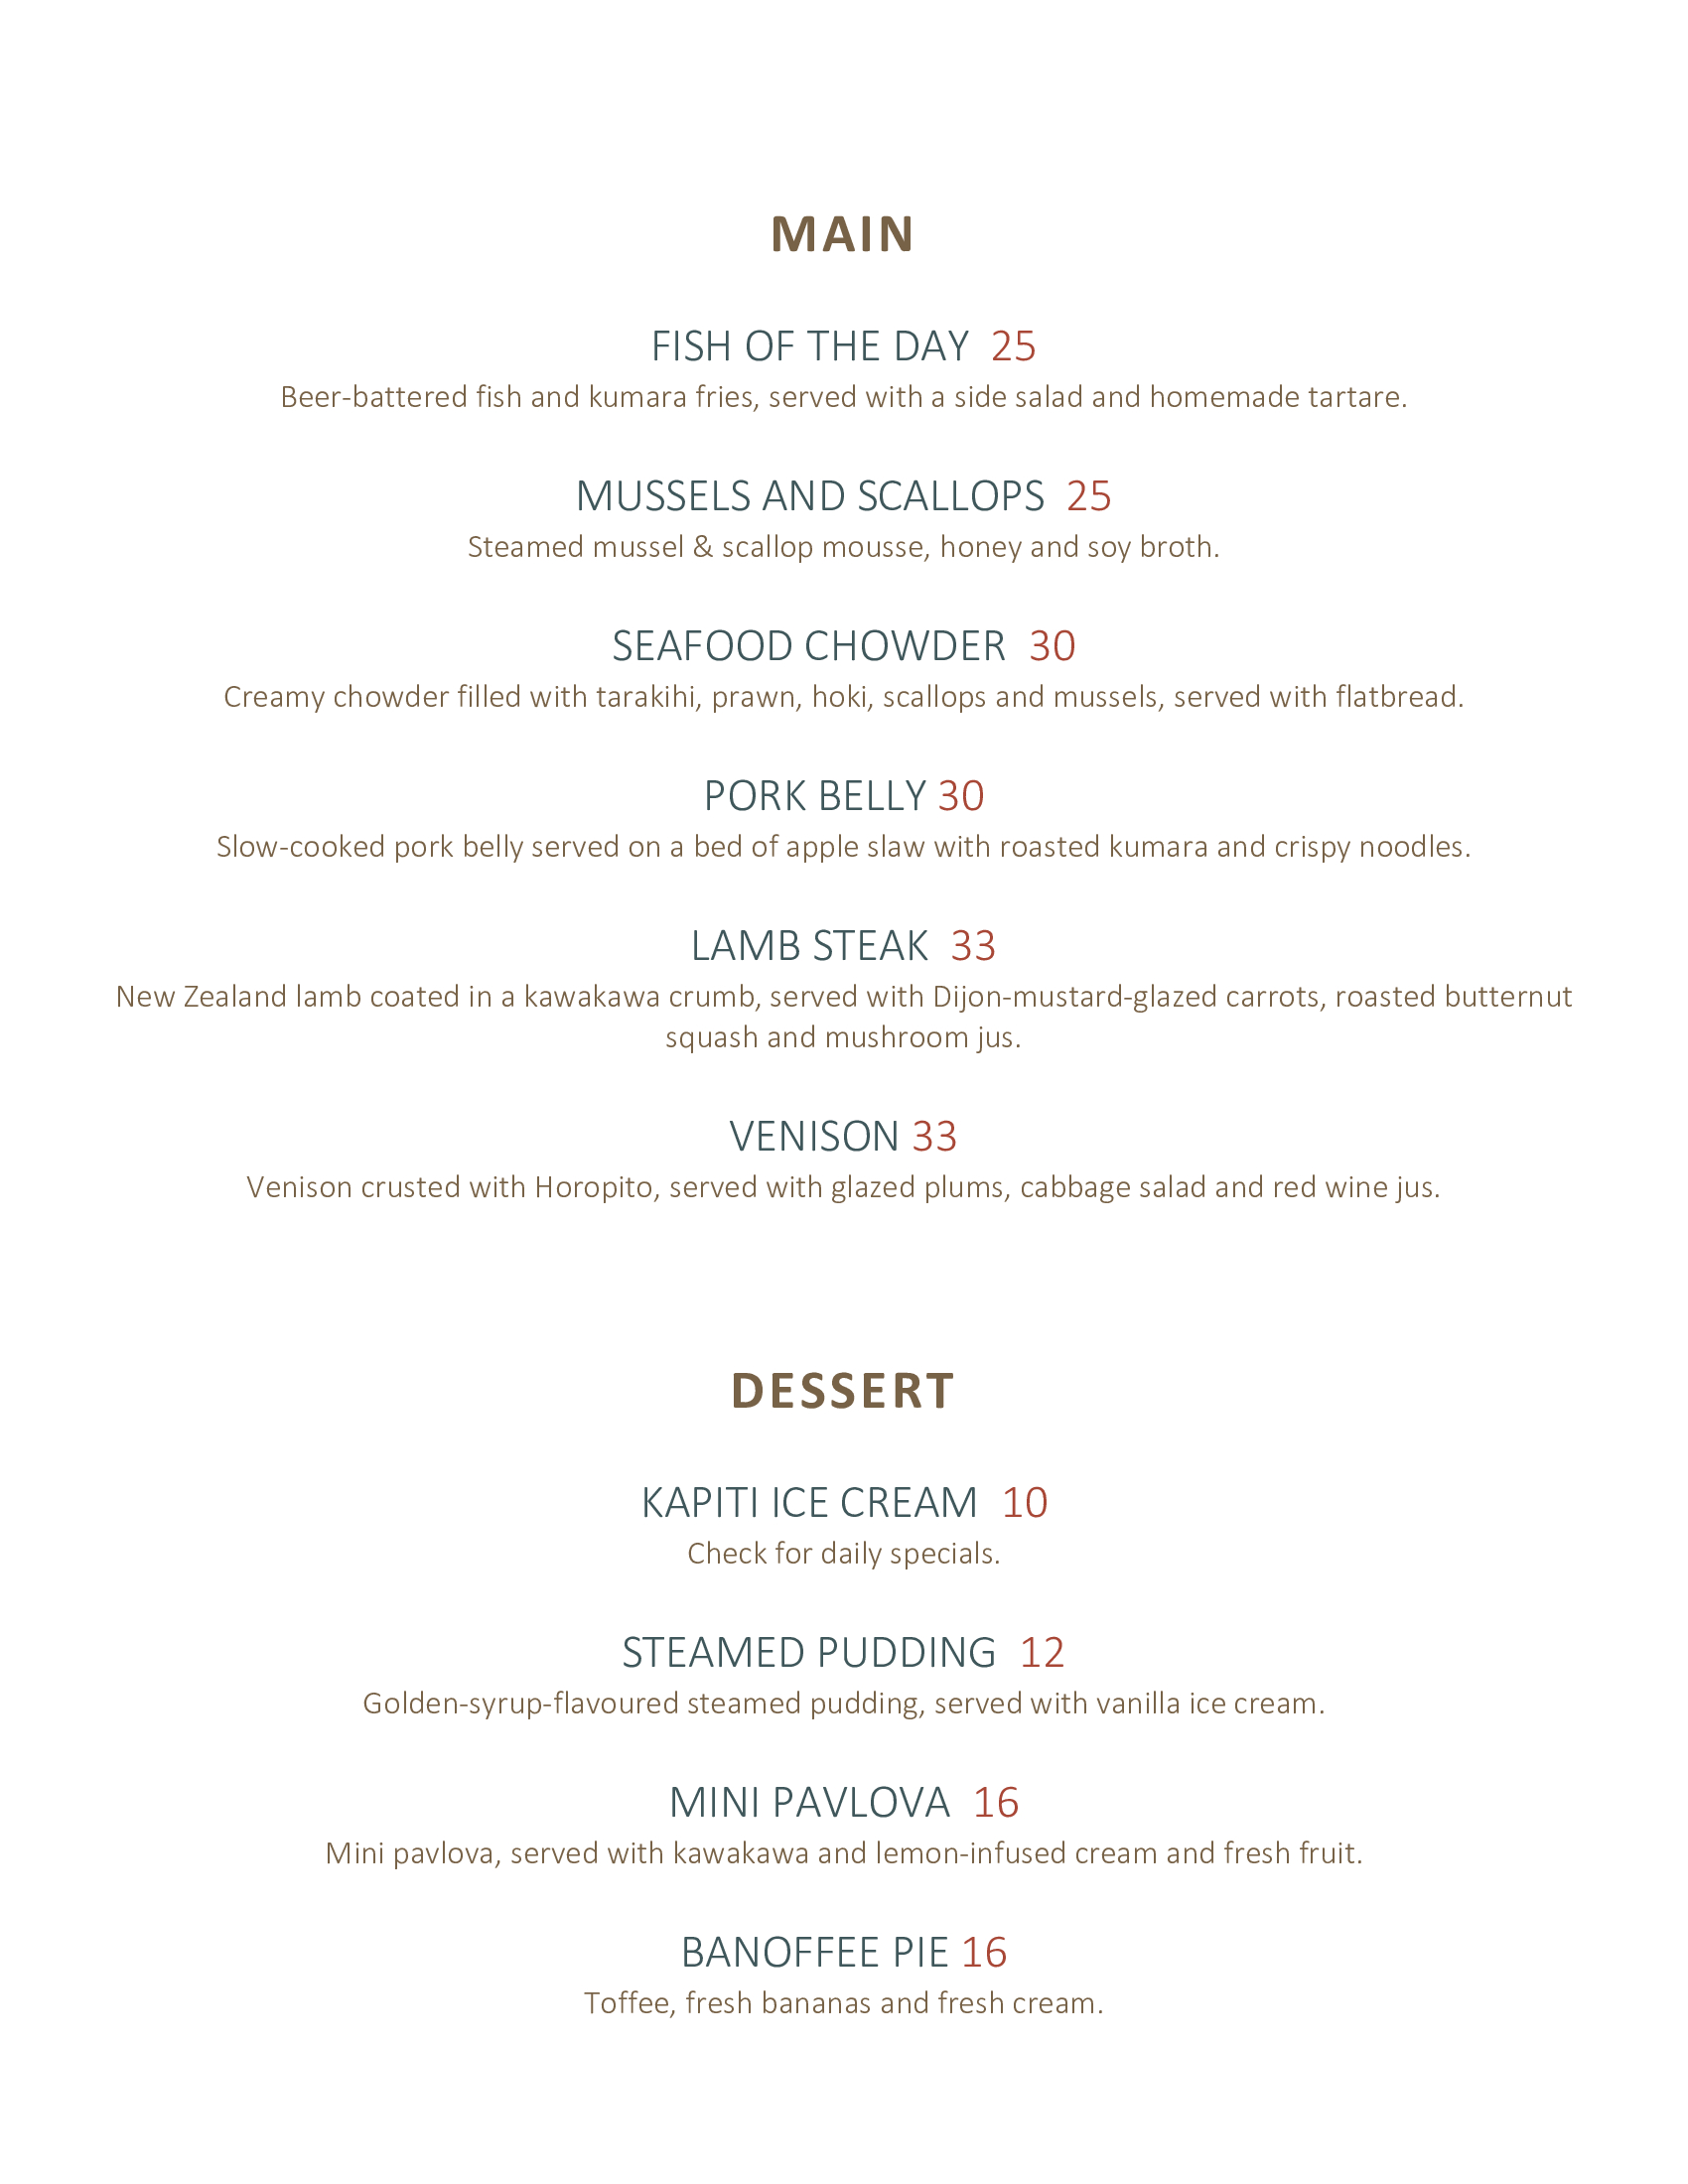 MAIN
FISH OF THE DAY 25
Beer-battered fish and kumara fries, served with a side salad and homemade tartare.
MUSSELS AND SCALLOPS 25
Steamed mussel & scallop mousse, honey and soy broth.
SEAFOOD CHOWDER 30
Creamy chowder filled with tarakihi, prawn, hoki, scallops and mussels, served with flatbread.
PORK BELLY 30
Slow-cooked pork belly served on a bed of apple slaw with roasted kumara and crispy noodles.
LAMB STEAK 33
New Zealand lamb coated in a kawakawa crumb, served with Dijon-mustard-glazed carrots, roasted butternut
squash and mushroom jus.
VENISON 33
Venison crusted with Horopito, served with glazed plums, cabbage salad and red wine jus.
DESSERT
KAPITI ICE CREAM 10
Check for daily specials.
STEAMED PUDDING 12
Golden-syrup-flavoured steamed pudding, served with vanilla ice cream.
MINI PAVLOVA 16
Mini pavlova, served with kawakawa and lemon-infused cream and fresh fruit.
BANOFFEE PIE 16
Toffee, fresh bananas and fresh cream.